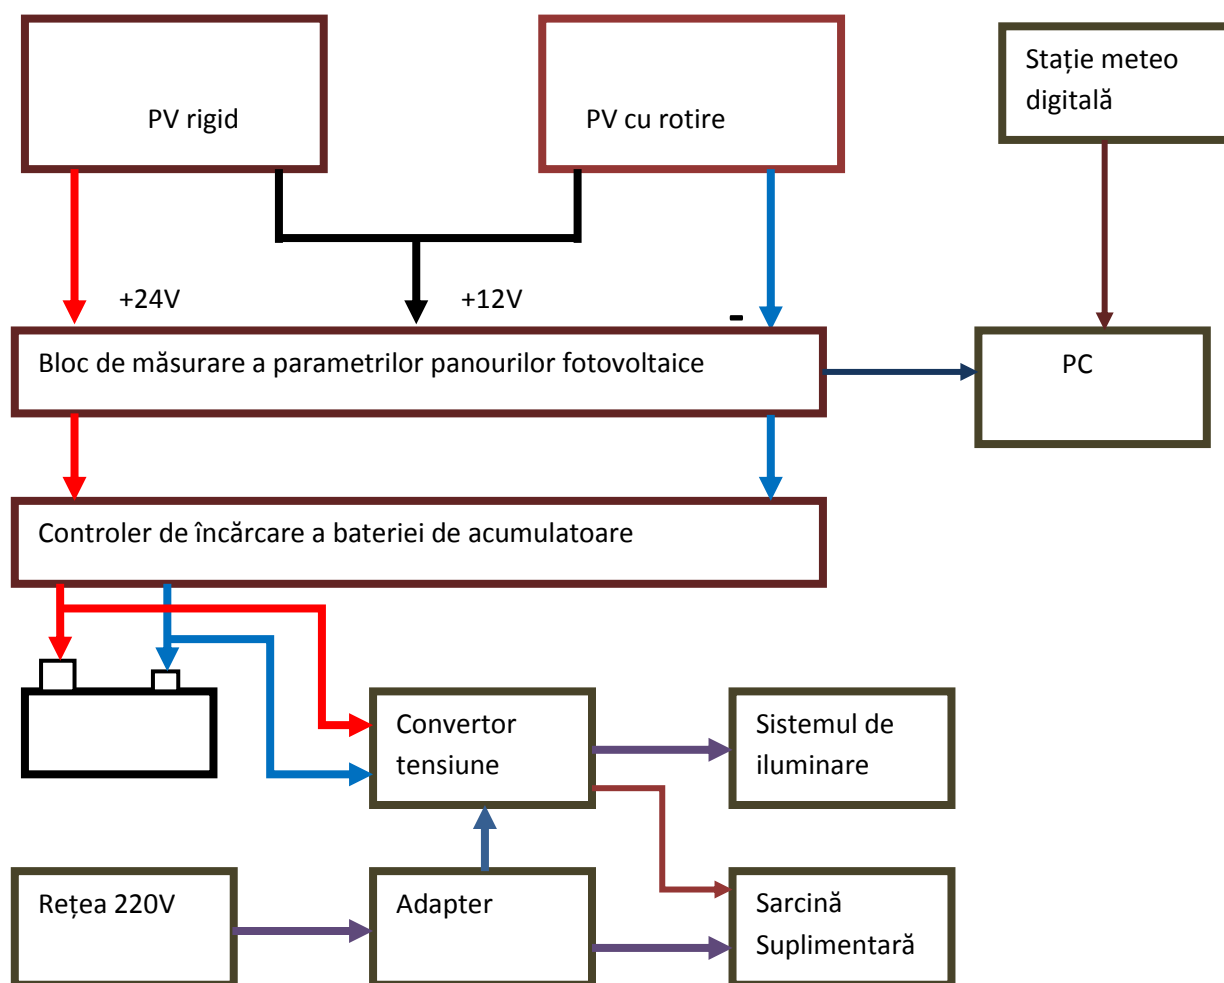 PV rigid
PV cu rotire
Stație meteo
digitală
+24V
+12V
-
Bloc de măsurare a parametrilor panourilor fotovoltaice
PC
Controler de încărcare a bateriei de acumulatoare
Convertor
tensiune
Sistemul de
iluminare
Rețea 220V
Adapter
Sarcină
Suplimentară